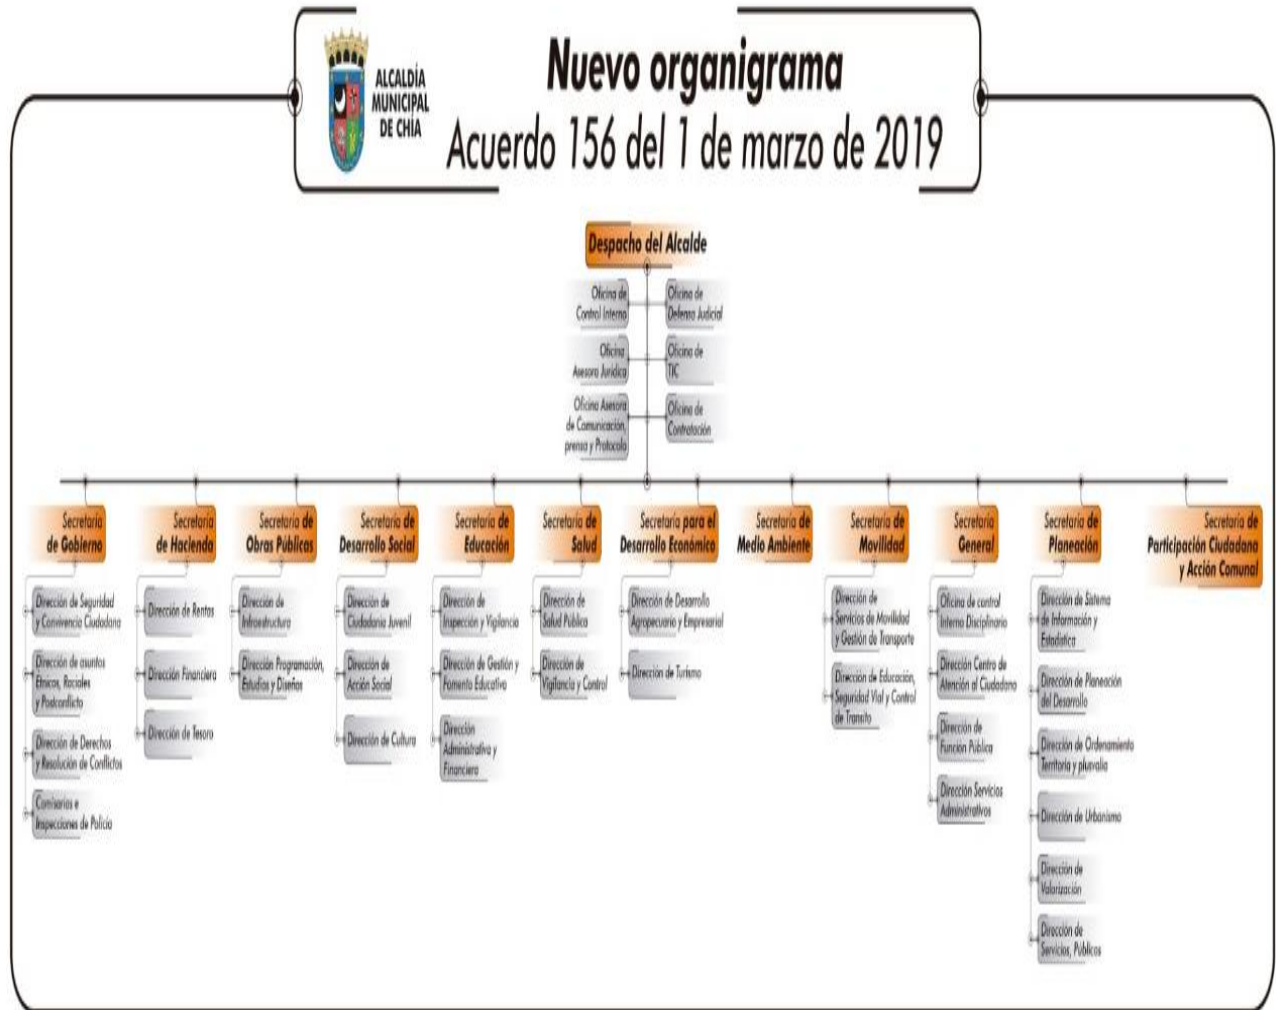 ALCALDÍA
MUNICIPAL
DE CHÍA
Nuevo organigrama
Acuerdo 156 del 1 de marzo de 2019
Despacho del Alcalde
Oficina de
Control Interno
Oficina de
Defensa Judicial
Oficina
Asesora Jurídica
Oficina de
TIC
Oficina Asesora
de Comunicación,
prensa y Protocolo
Oficina de
Contratación
Secretaría
de Gobierno
Dirección de Seguridad
y Convivencia Ciudadana
Dirección de asuntos
Étnicos, Raciales
y Postconflicto
Dirección de Derechos
y Resolución de Conflictos
Comisarías e
Inspecciones de Policía
Secretaría
de Hacienda
Dirección de Rentas
Dirección Financiera
Dirección de Tesoro
Secretaría de
Obras Públicas
Dirección de
Infraestructura
Dirección Programación,
Estudios y Diseños
Secretaría de
Desarrollo Social
Dirección de
Ciudadanía Juvenil
Dirección de
Acción Social
Dirección de Cultura
Secretaría de
Educación
Dirección de
Inspección y Vigilancia
Dirección de Gestión y
Fomento Educativo
Dirección
Administrativa y
Financiera
Secretaría de
Salud
Dirección de
Salud Pública
Dirección de
Vigilancia y Control
Secretaría para el
Desarrollo Económico
Dirección de Desarrollo
Agropecuario y Empresarial
Dirección de Turismo
Secretaría de
Medio Ambiente
Secretaría de
Movilidad
Dirección de
Servicios de Movilidad
y Gestión de Transporte
Dirección de Educación,
Seguridad Vial y Control
de Transito
Secretaría
General
Oficina de control
Interno Disciplinario
Dirección Centro de
Atención al Ciudadano
Dirección de
Función Pública
Dirección Servicios
Administrativos
Secretaría de
Planeación
Dirección de Sistema
de Información y
Estadística
Dirección de Planeación
del Desarrollo
Dirección de Ordenamiento
Territorio y plusvalía
Dirección de Urbanismo
Dirección de
Valorización
Dirección de
Servicios, Públicos
Secretaría de
Participación Ciudadana
y Acción Comunal